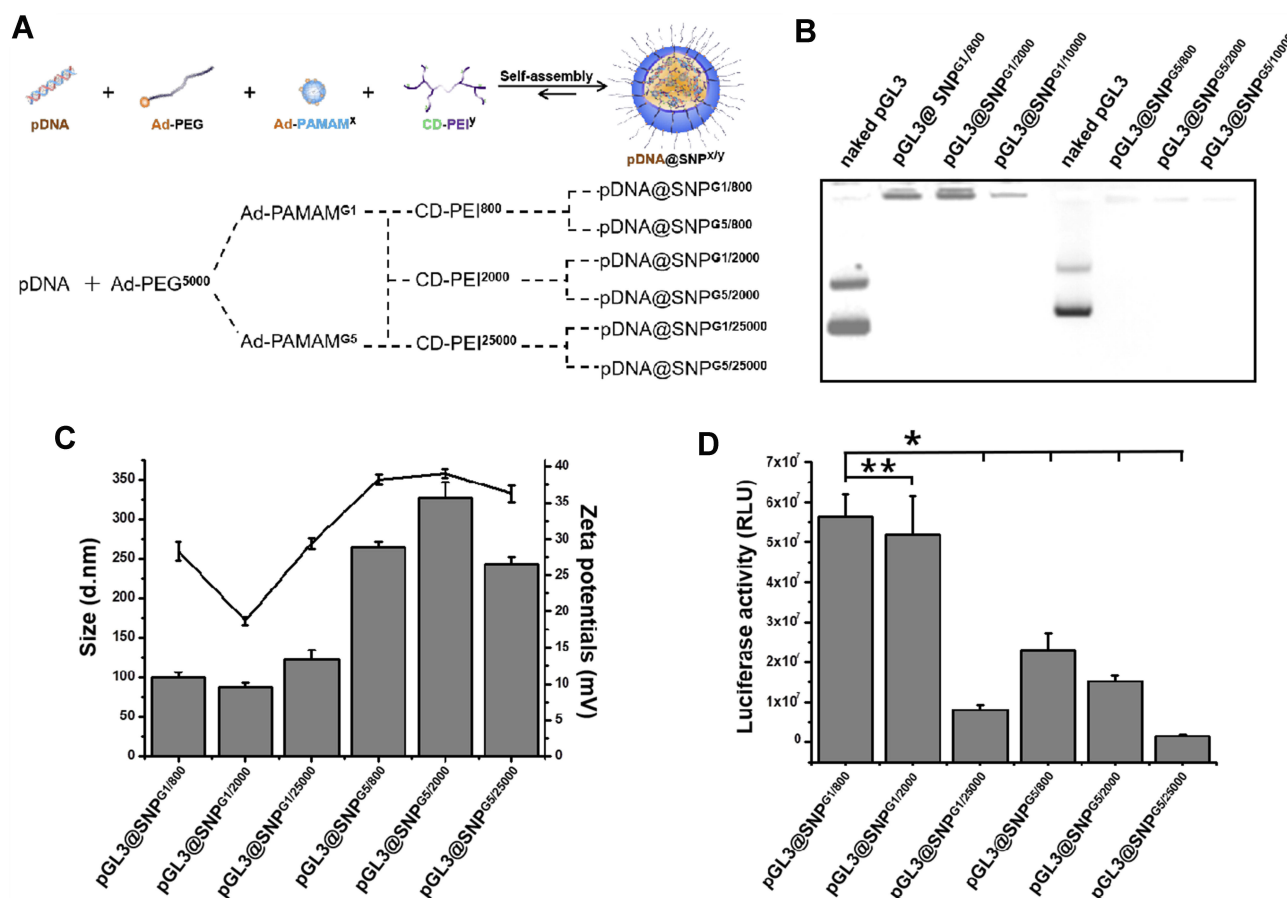 A
pDNA + Ad-PEG + Ad-PAMAMˣ + CD-PEIʸ Self-assembly pDNA@SNPˣ/ʸ
pDNA + Ad-PEG5000
Ad-PAMAMG1
Ad-PAMAMG5
CD-PEI800
CD-PEI2000
CD-PEI25000
pDNA@SNPG1/800
pDNA@SNPG5/800
pDNA@SNPG1/2000
pDNA@SNPG5/2000
pDNA@SNPG1/25000
pDNA@SNPG5/25000
B
naked pGL3
pGL3@ SNPG1/800
pGL3@SNPG1/2000
pGL3@SNPG1/10000
naked pGL3
pGL3@SNPG5/800
pGL3@SNPG5/2000
pGL3@SNPG5/10000
C
Size (d.nm)
350
300
250
200
150
100
50
0
Zeta potentials (mV)
40
35
30
25
20
15
10
5
0
pGL3@SNPG1/800
pGL3@SNPG1/2000
pGL3@SNPG1/25000
pGL3@SNPG5/800
pGL3@SNPG5/2000
pGL3@SNPG5/25000
D
*
**
Luciferase activity (RLU)
7x10⁷
6x10⁷
5x10⁷
4x10⁷
3x10⁷
2x10⁷
1x10⁷
0
pGL3@SNPG1/800
pGL3@SNPG1/2000
pGL3@SNPG1/25000
pGL3@SNPG5/800
pGL3@SNPG5/2000
pGL3@SNPG5/25000